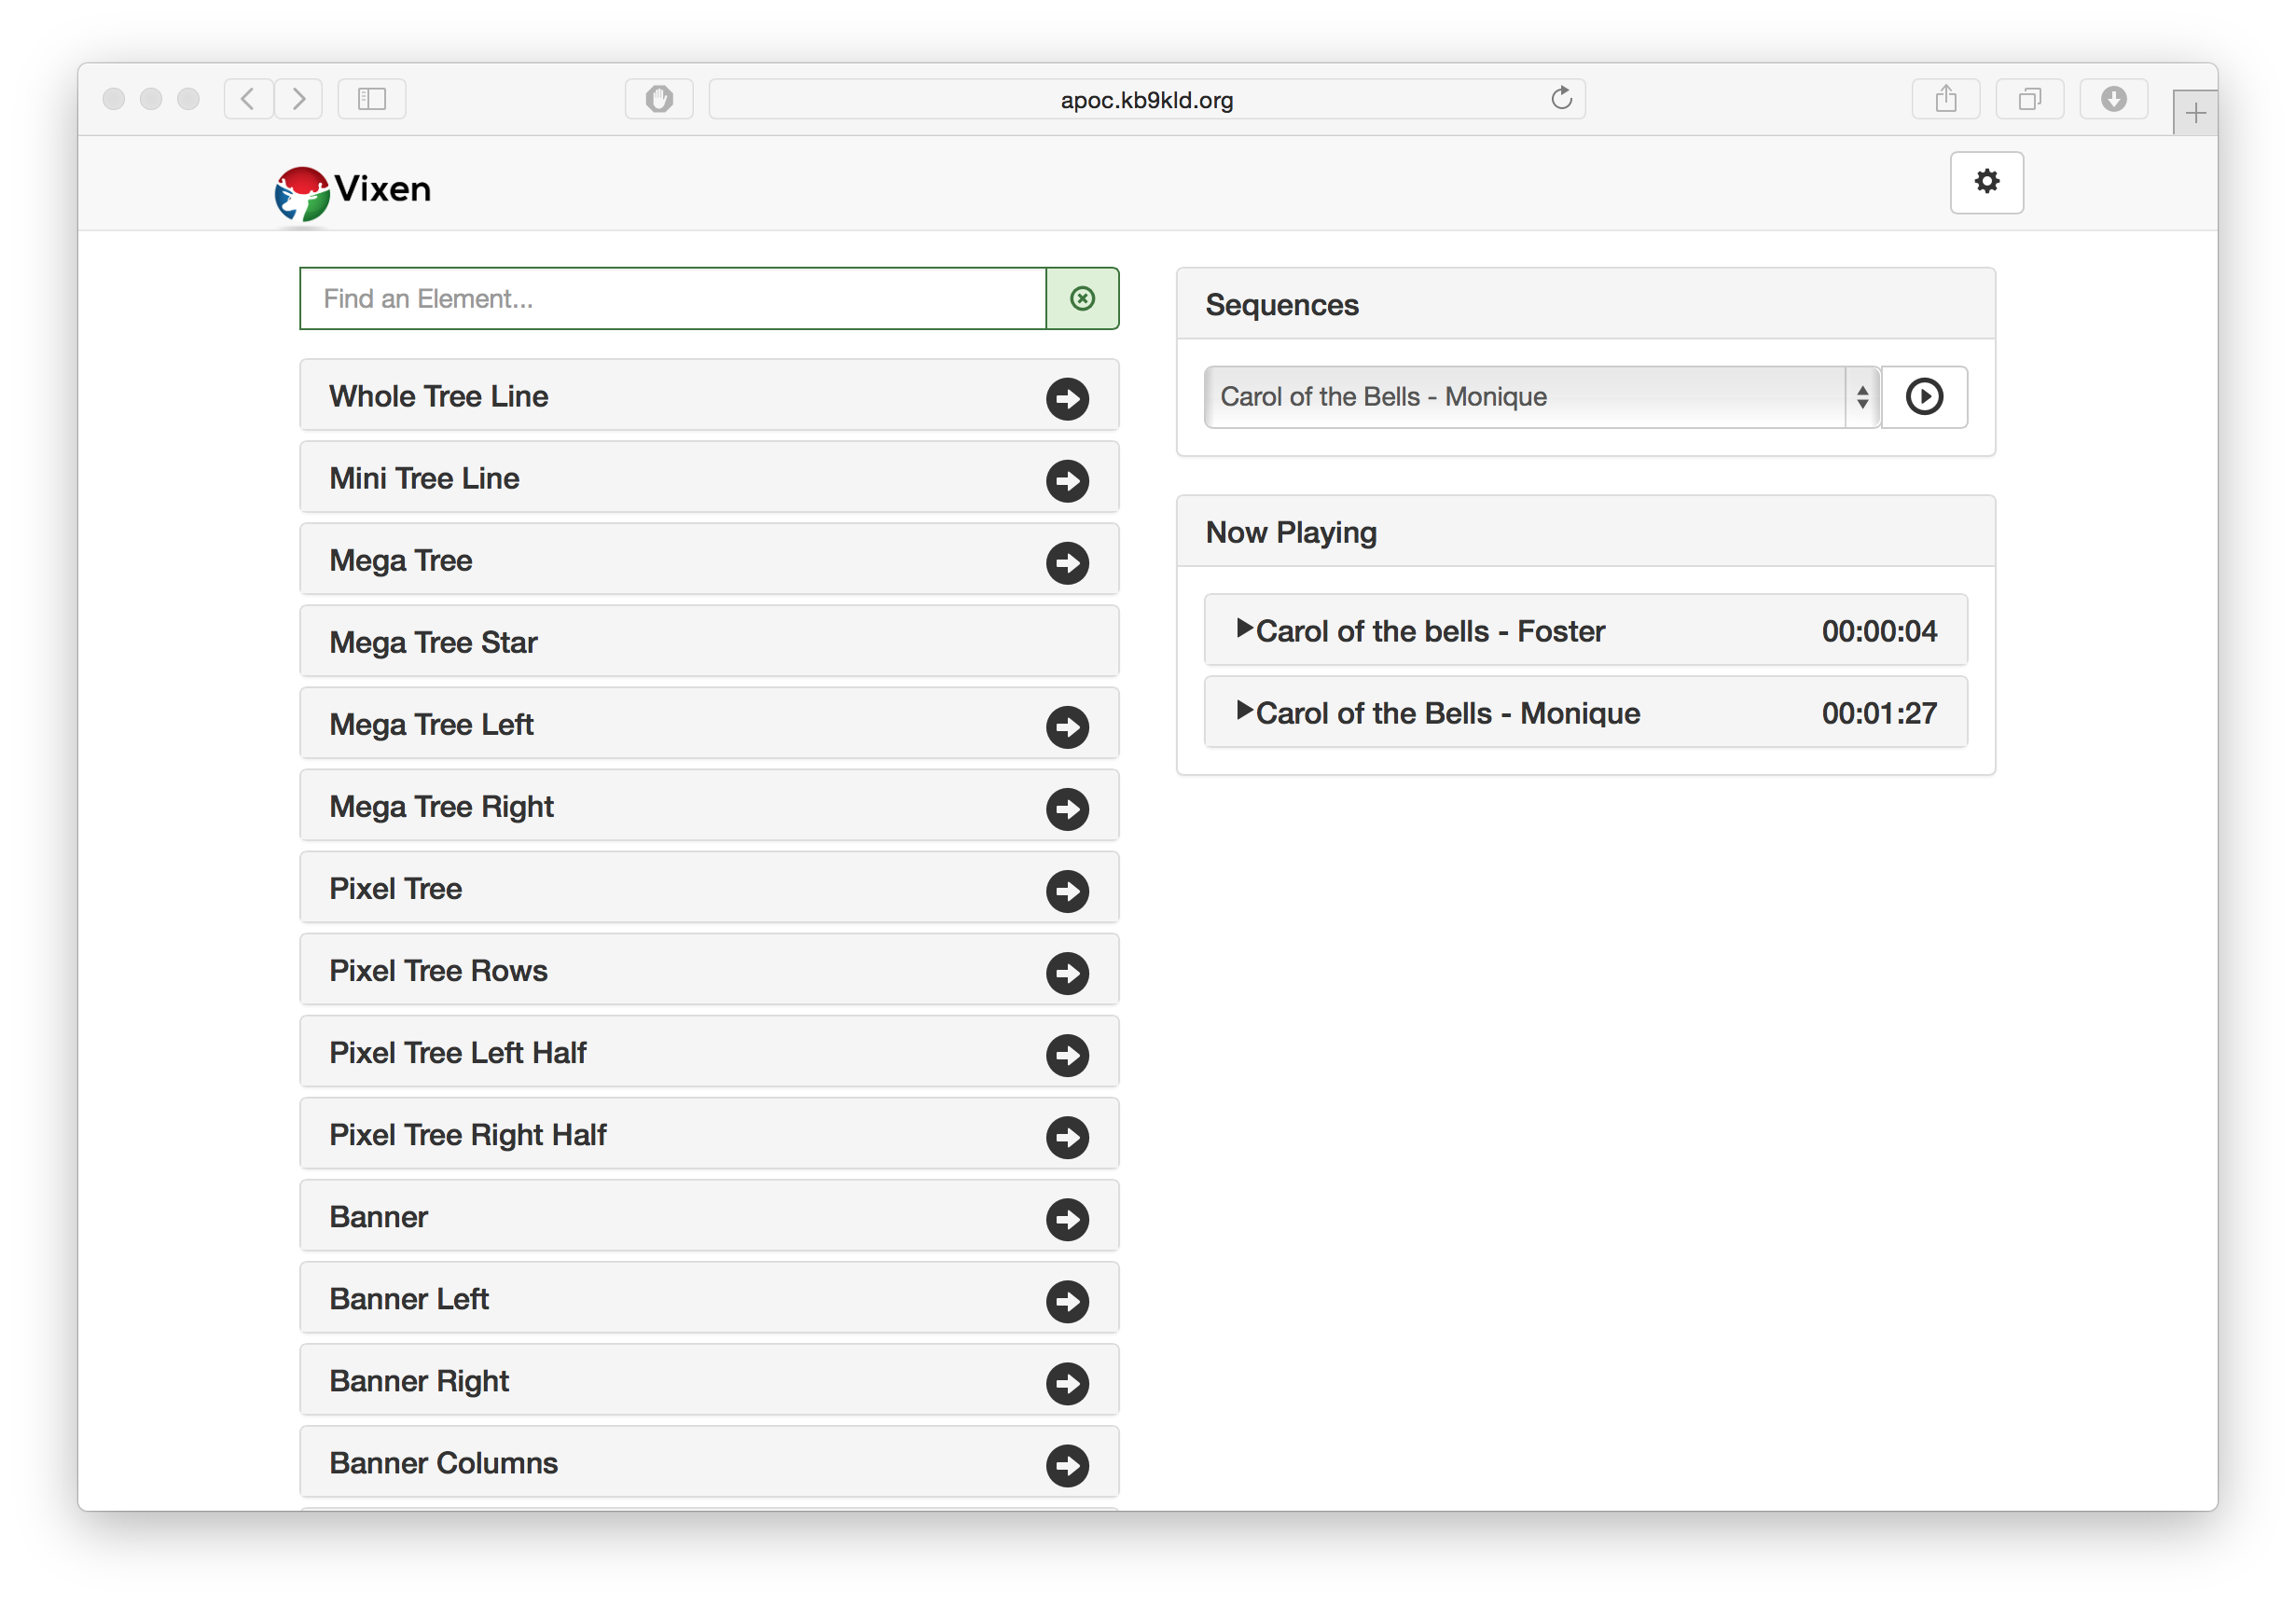 apoc.kb9kld.org
Vixen
Find an Element...
Whole Tree Line
Mini Tree Line
Mega Tree
Mega Tree Star
Mega Tree Left
Mega Tree Right
Pixel Tree
Pixel Tree Rows
Pixel Tree Left Half
Pixel Tree Right Half
Banner
Banner Left
Banner Right
Banner Columns
Sequences
Carol of the Bells - Monique
Now Playing
Carol of the bells - Foster 00:00:04
Carol of the Bells - Monique 00:01:27